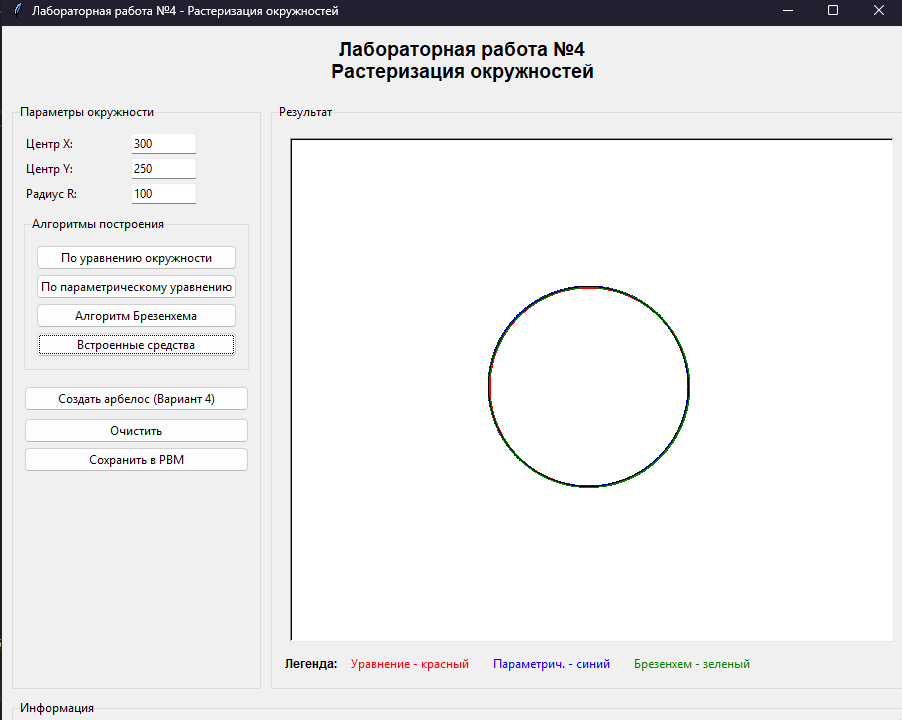 Лабораторная работа №4 - Растеризация окружностей
Лабораторная работа №4
Растеризация окружностей
Параметры окружности
Центр X: 300
Центр Y: 250
Радиус R: 100
Алгоритмы построения
По уравнению окружности
По параметрическому уравнению
Алгоритм Брезенхема
Встроенные средства
Создать арбелос (Вариант 4)
Очистить
Сохранить в PBM
Результат
Легенда: Уравнение - красный Параметрич. - синий Брезенхем - зеленый
Информация